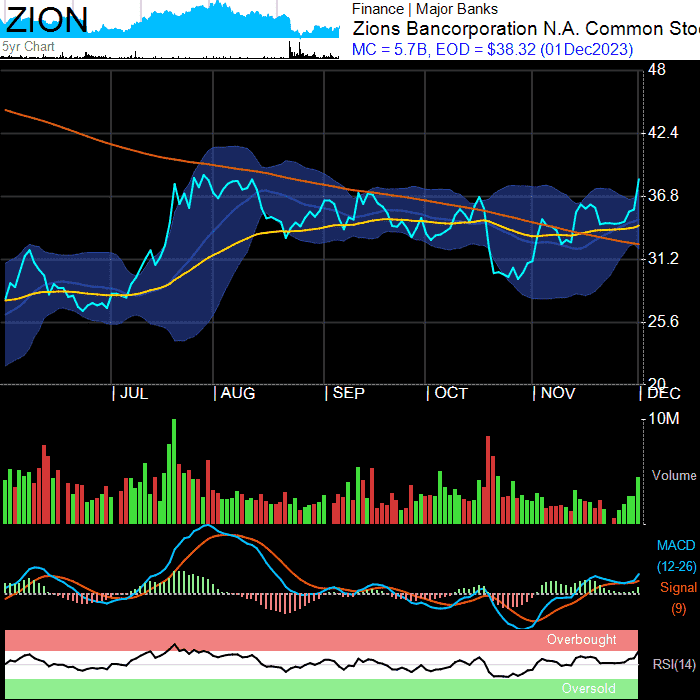 ZION
5yr Chart
Finance | Major Banks
Zions Bancorporation N.A. Common Sto
MC = 5.7B, EOD = $38.32 (01Dec2023)
48
42.4
36.8
31.2
25.6
20
JUL AUG SEP OCT NOV DEC
10M
Volume
MACD
(12-26)
Signal
(9)
Overbought
RSI(14)
Oversold